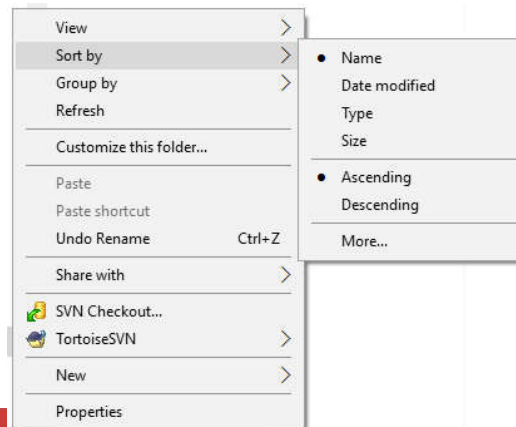 View
Sort by
Group by
Refresh
Customize this folder...
Paste
Paste shortcut
Undo Rename Ctrl+Z
Share with
SVN Checkout...
TortoiseSVN
New
Properties
Name
Date modified
Type
Size
Ascending
Descending
More...